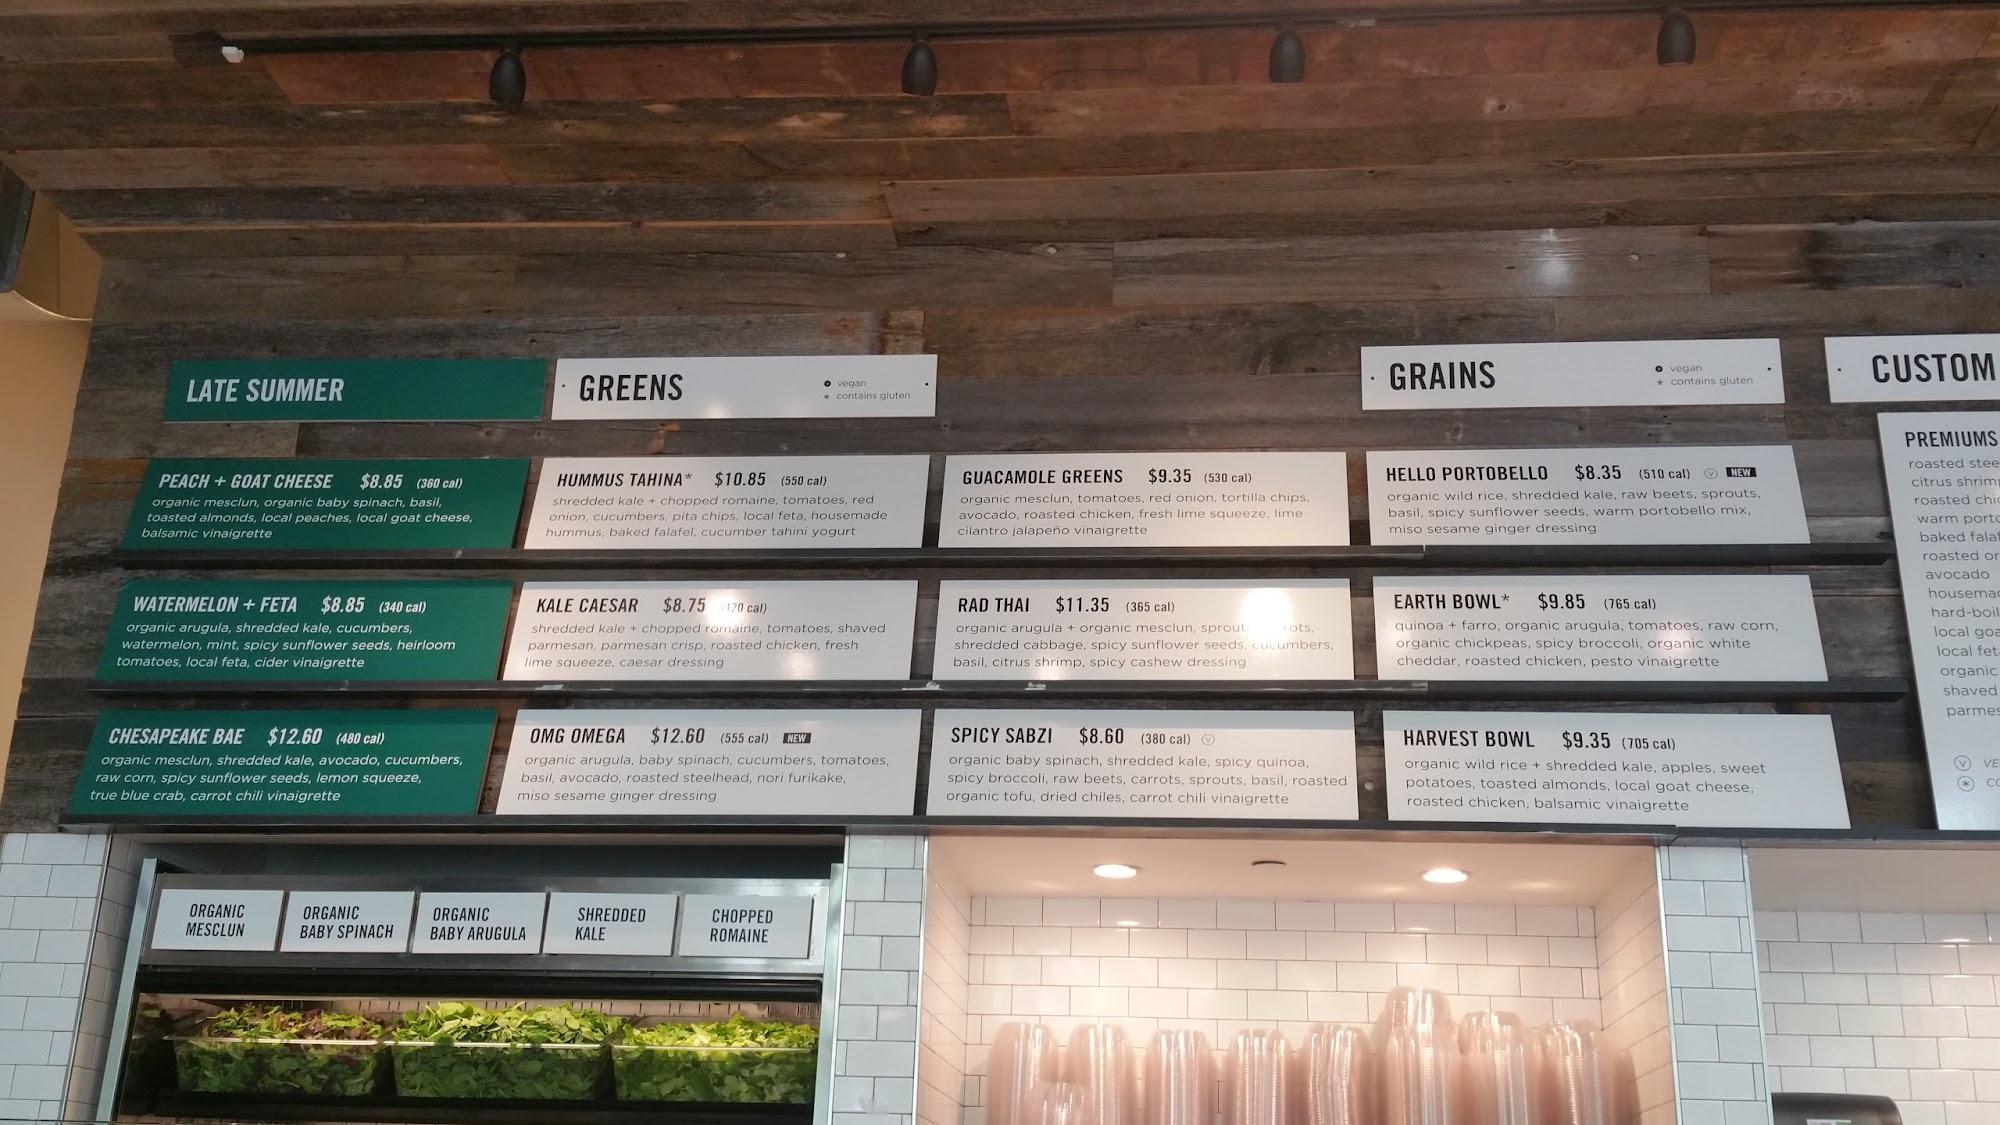 LATE SUMMER
PEACH + GOAT CHEESE $8.85 (360 cal)
organic mesclun, organic baby spinach, basil,
toasted almonds, local peaches, local goat cheese,
balsamic vinaigrette
WATERMELON + FETA $8.85 (340 cal)
organic arugula, shredded kale, cucumbers,
watermelon, mint, spicy sunflower seeds, heirloom
tomatoes, local feta, cider vinaigrette
CHESAPEAKE BAE $12.60 (480 cal)
organic mesclun, shredded kale, avocado, cucumbers,
raw corn, spicy sunflower seeds, lemon squeeze,
true blue crab, carrot chili vinaigrette
GREENS
vegan
* contains gluten
HUMMUS TAHINA* $10.85 (550 cal)
shredded kale + chopped romaine, tomatoes, red
onion, cucumbers, pita chips, local feta, housemade
hummus, baked falafel, cucumber tahini yogurt
KALE CAESAR $8.75 cal)
shredded kale + chopped romaine, tomatoes, shaved
parmesan, parmesan crisp, roasted chicken, fresh
lime squeeze, caesar dressing
OMG OMEGA $12.60 (555 cal) NEW
organic arugula, baby spinach, cucumbers, tomatoes,
basil, avocado, roasted steelhead, nori furikake,
miso sesame ginger dressing
GUACAMOLE GREENS $9.35 (530 cal)
organic mesclun, tomatoes, red onion, tortilla chips,
avocado, roasted chicken, fresh lime squeeze, lime
cilantro jalapeño vinaigrette
RAD THAI $11.35 (365 cal)
organic arugula + organic mesclun,
shredded cabbage, spicy sunflower seeds, cucumbers,
basil, citrus shrimp, spicy cashew dressing
SPICY SABZI $8.60 (380 cal) Ⓥ
organic baby spinach, shredded kale, spicy quinoa,
spicy broccoli, raw beets, carrots, sprouts, basil, roasted
organic tofu, dried chiles, carrot chili vinaigrette
GRAINS
vegan
* contains gluten
HELLO PORTOBELLO $8.35 (510 cal) Ⓥ NEW
organic wild rice, shredded kale, raw beets, sprouts,
basil, spicy sunflower seeds, warm portobello mix,
miso sesame ginger dressing
EARTH BOWL* $9.85 (765 cal)
quinoa + farro, organic arugula, tomatoes, raw corn,
organic chickpeas, spicy broccoli, organic white
cheddar, roasted chicken, pesto vinaigrette
HARVEST BOWL $9.35 (705 cal)
organic wild rice + shredded kale, apples, sweet
potatoes, toasted almonds, local goat cheese,
roasted chicken, balsamic vinaigrette
CUSTOM
PREMIUMS
roasted
citrus
roasted
warm
baked
roasted
avocado
local
local
organic
shaved
ORGANIC
MESCLUN
ORGANIC
BABY SPINACH
ORGANIC
BABY ARUGULA
SHREDDED
KALE
CHOPPED
ROMAINE